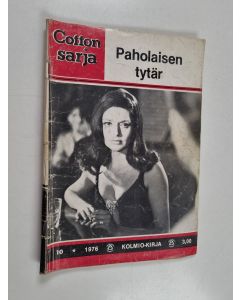 Cotton
sarja
Paholaisen
tytär
10 * 1976 KOLMIO-KIRJA 3,00